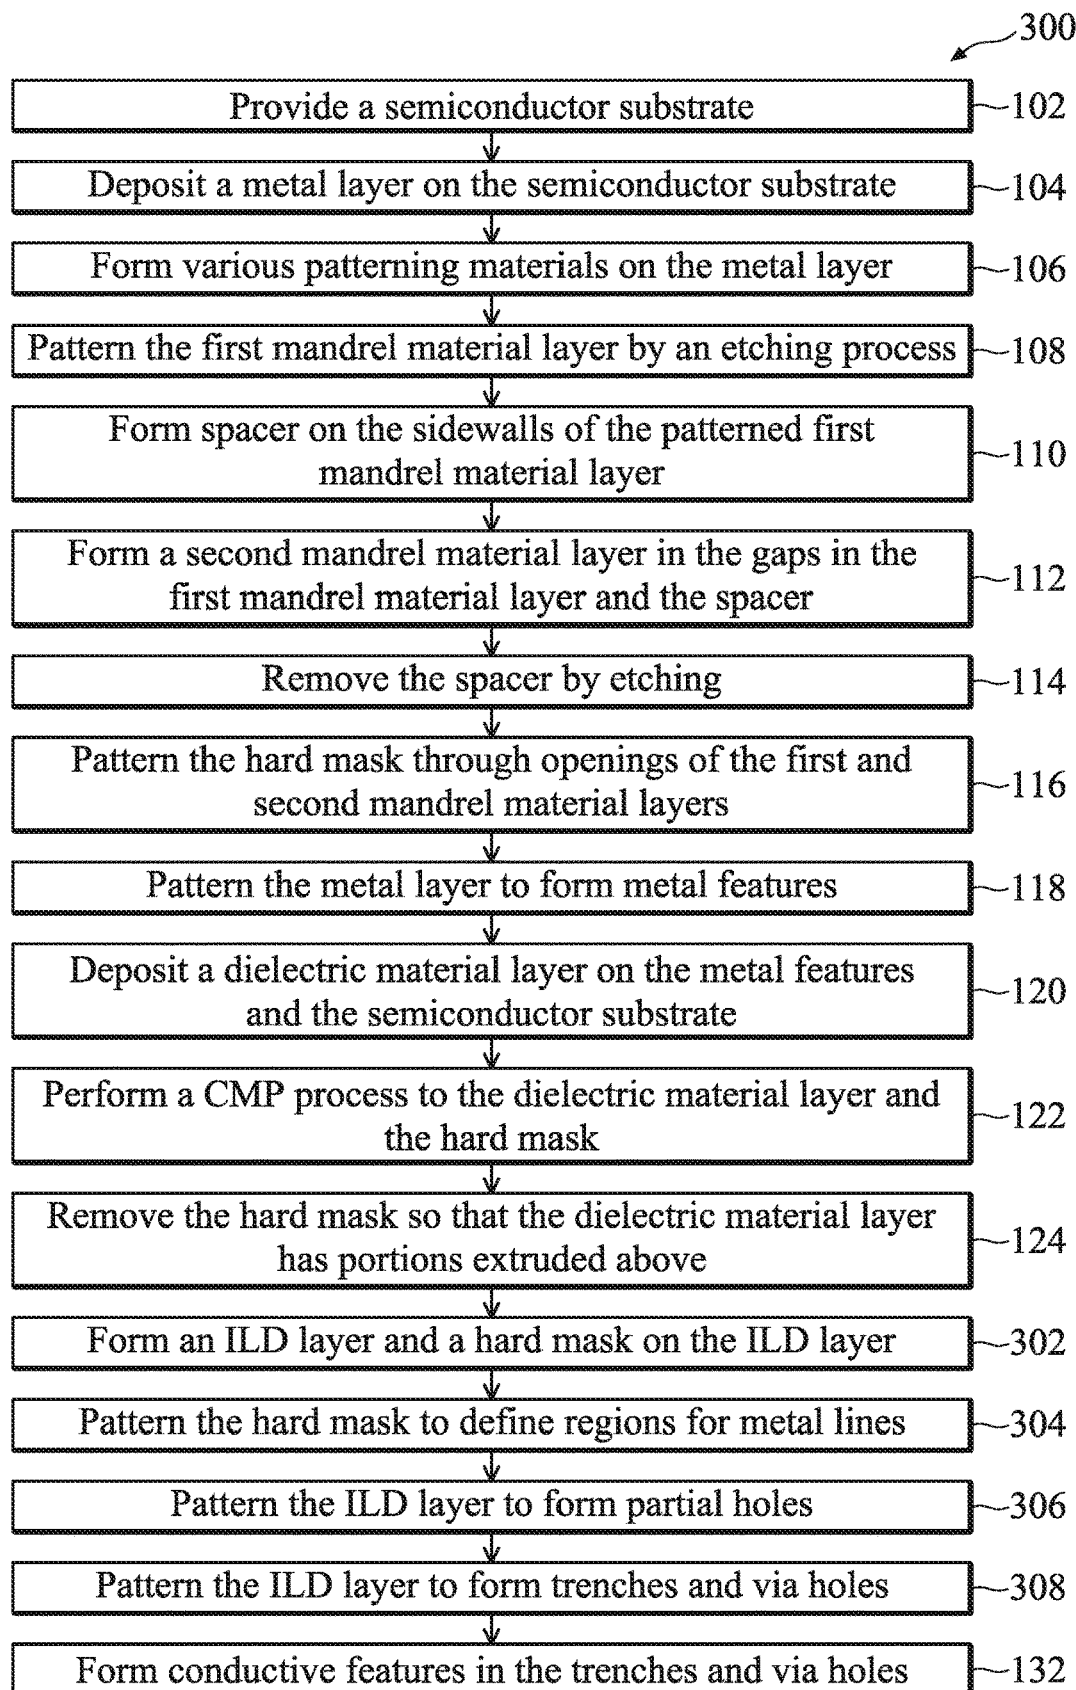 300
Provide a semiconductor substrate
102
Deposit a metal layer on the semiconductor substrate
104
Form various patterning materials on the metal layer
106
Pattern the first mandrel material layer by an etching process
108
Form spacer on the sidewalls of the patterned first
mandrel material layer
110
Form a second mandrel material layer in the gaps in the
first mandrel material layer and the spacer
112
Remove the spacer by etching
114
Pattern the hard mask through openings of the first and
second mandrel material layers
116
Pattern the metal layer to form metal features
118
Deposit a dielectric material layer on the metal features
and the semiconductor substrate
120
Perform a CMP process to the dielectric material layer and
the hard mask
122
Remove the hard mask so that the dielectric material layer
has portions extruded above
124
Form an ILD layer and a hard mask on the ILD layer
302
Pattern the hard mask to define regions for metal lines
304
Pattern the ILD layer to form partial holes
306
Pattern the ILD layer to form trenches and via holes
308
Form conductive features in the trenches and via holes
132